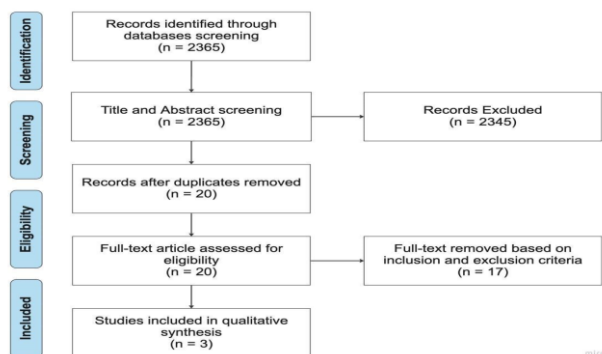 Identification
Records identified through
databases screening
(n = 2365)
Screening
Title and Abstract screening
(n = 2365)
Records Excluded
(n = 2345)
Records after duplicates removed
(n = 20)
Eligibility
Full-text article assessed for
eligibility
(n = 20)
Full-text removed based on
inclusion and exclusion criteria
(n = 17)
Included
Studies included in qualitative
synthesis
(n = 3)